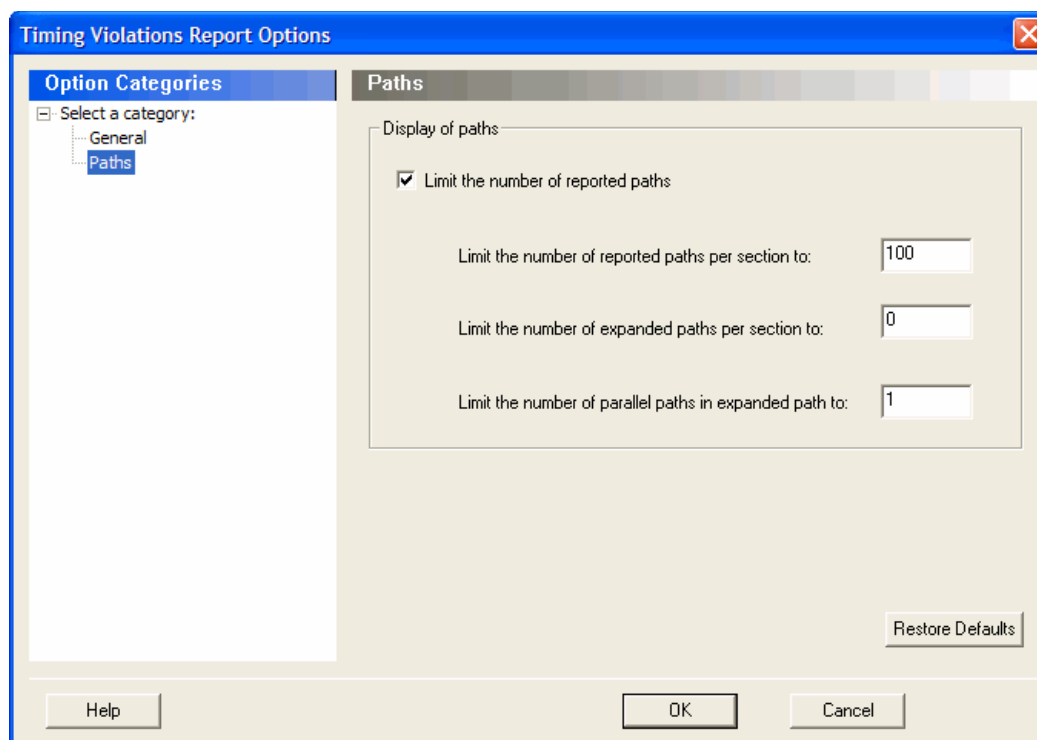 Timing Violations Report Options
Option Categories
Select a category:
General
Paths
Paths
Display of paths
Limit the number of reported paths
Limit the number of reported paths per section to: 100
Limit the number of expanded paths per section to: 0
Limit the number of parallel paths in expanded path to: 1
Restore Defaults
Help OK Cancel